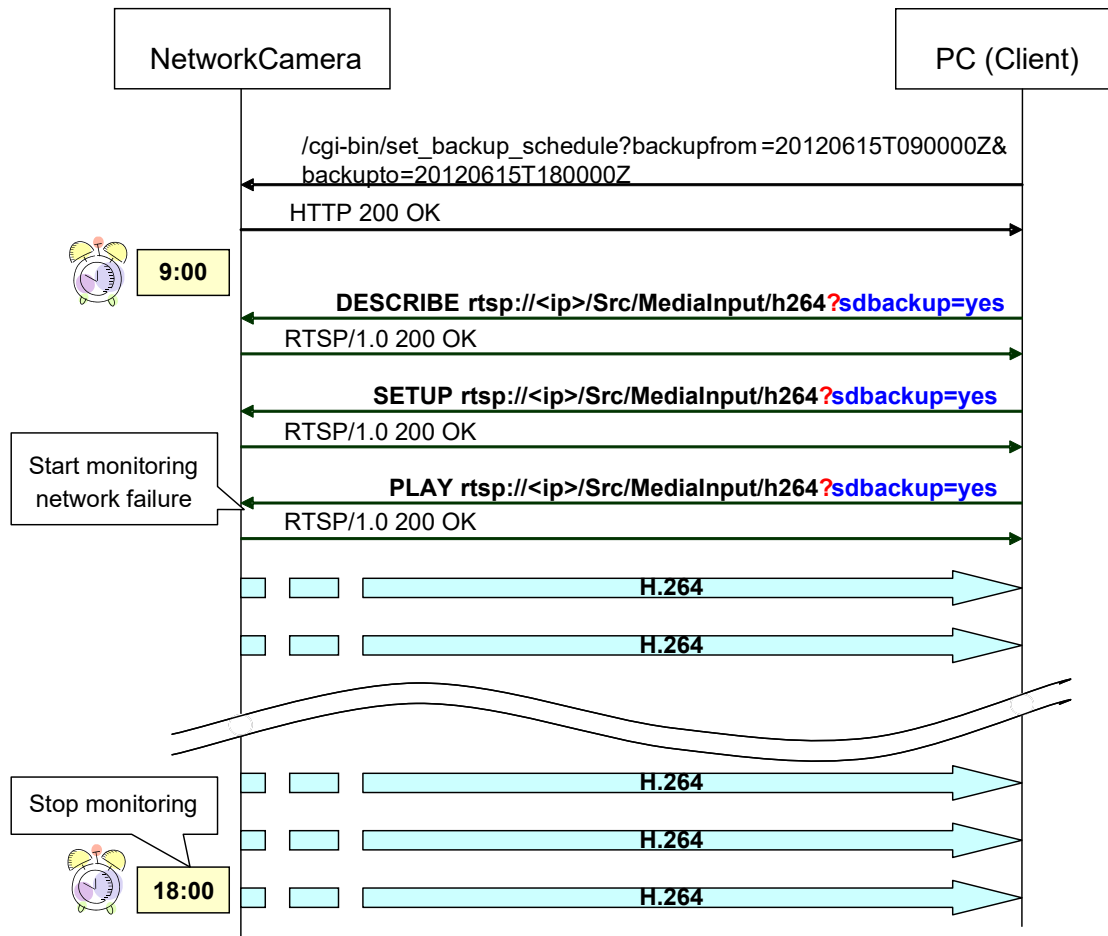 NetworkCamera
PC (Client)
/cgi-bin/set_backup_schedule?backupfrom=20120615T090000Z&
backupto=20120615T180000Z
HTTP 200 OK
9:00
DESCRIBE rtsp://<ip>/Src/MediaInput/h264?sdbackup=yes
RTSP/1.0 200 OK
SETUP rtsp://<ip>/Src/MediaInput/h264?sdbackup=yes
RTSP/1.0 200 OK
Start monitoring
network failure
PLAY rtsp://<ip>/Src/MediaInput/h264?sdbackup=yes
RTSP/1.0 200 OK
H.264
H.264
H.264
Stop monitoring
H.264
18:00
H.264